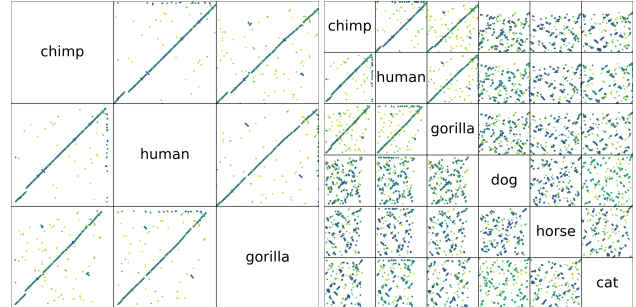 chimp
human
gorilla
chimp
human
gorilla
dog
horse
cat